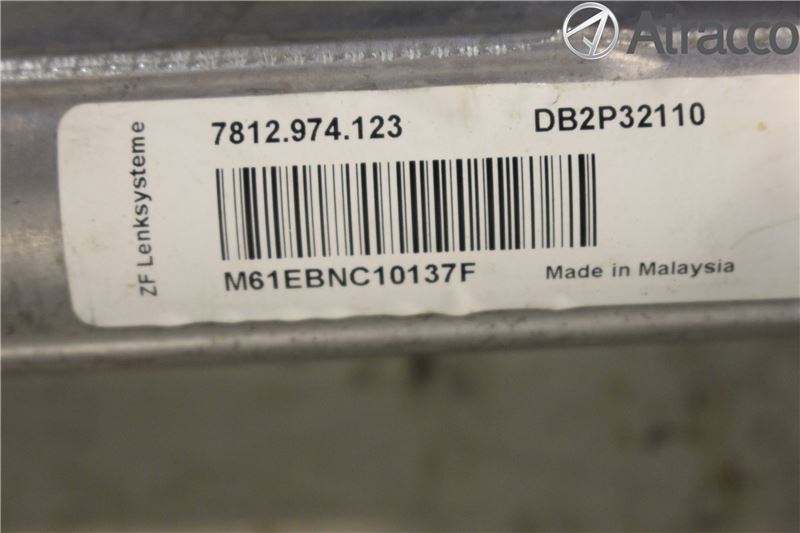 Atracco
7812.974.123 DB2P32110
ZF Lenksysteme
M61EBNC10137F Made in Malaysia